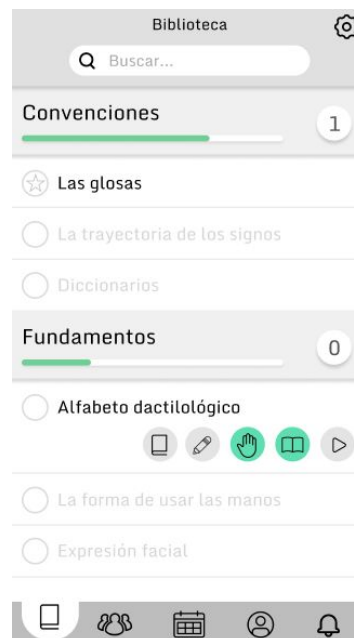 Biblioteca
Buscar...
Convenciones
1
Las glosas
La trayectoria de los signos
Diccionarios
Fundamentos
0
Alfabeto dactilológico
La forma de usar las manos
Expresión facial